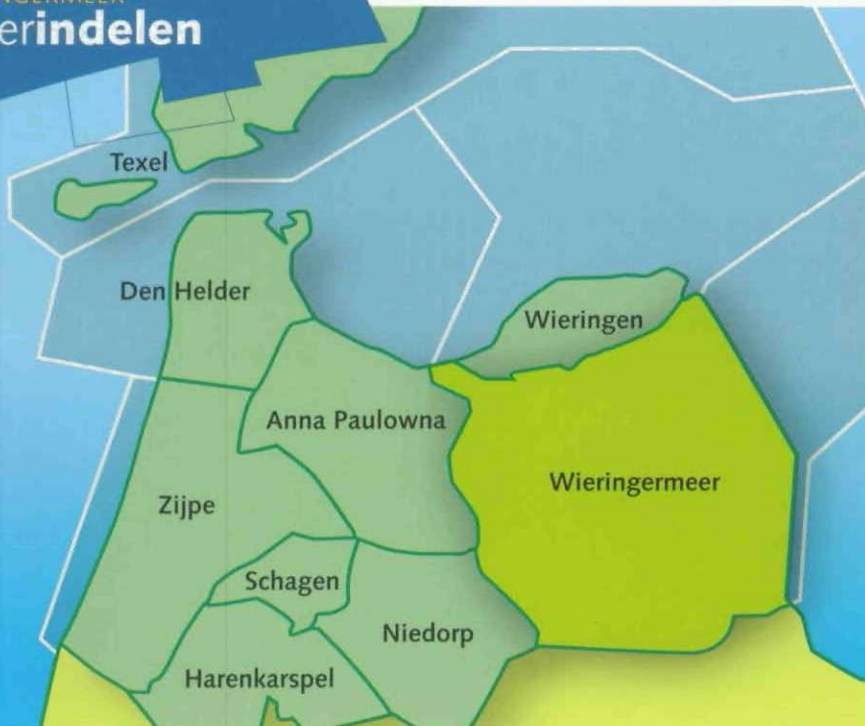 erindelen
Texel
Den Helder
Wieringen
Anna Paulowna
Wieringermeer
Zijpe
Schagen
Niedorp
Harenkarspel